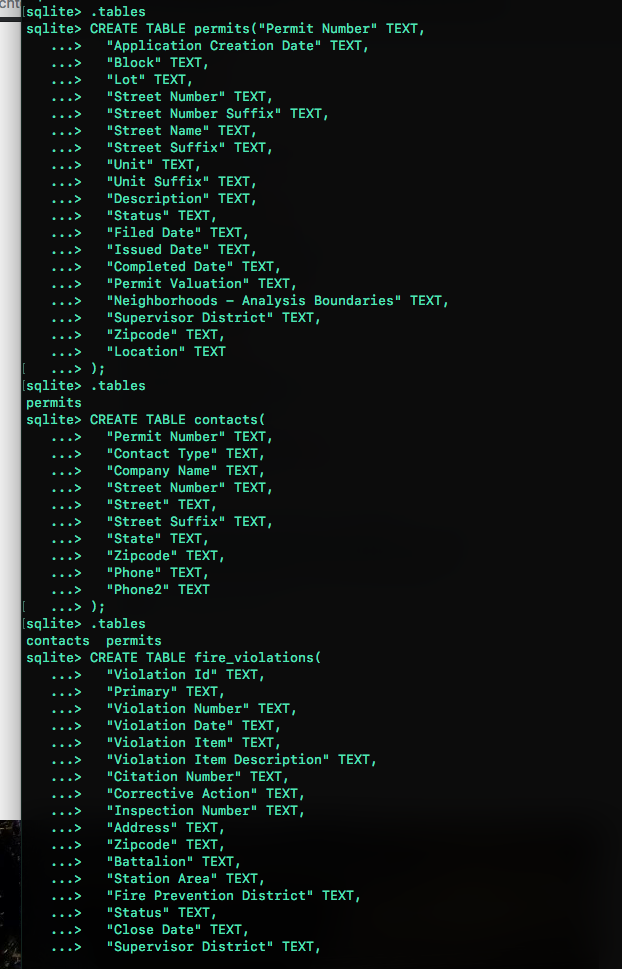 sqlite> .tables
sqlite> CREATE TABLE permits("Permit Number" TEXT,
...> "Application Creation Date" TEXT,
...> "Block" TEXT,
...> "Lot" TEXT,
...> "Street Number" TEXT,
...> "Street Number Suffix" TEXT,
...> "Street Name" TEXT,
...> "Street Suffix" TEXT,
...> "Unit" TEXT,
...> "Unit Suffix" TEXT,
...> "Description" TEXT,
...> "Status" TEXT,
...> "Filed Date" TEXT,
...> "Issued Date" TEXT,
...> "Completed Date" TEXT,
...> "Permit Valuation" TEXT,
...> "Neighborhoods - Analysis Boundaries" TEXT,
...> "Supervisor District" TEXT,
...> "Zipcode" TEXT,
...> "Location" TEXT
...> );
sqlite> .tables
permits
sqlite> CREATE TABLE contacts(
...> "Permit Number" TEXT,
...> "Contact Type" TEXT,
...> "Company Name" TEXT,
...> "Street Number" TEXT,
...> "Street" TEXT,
...> "Street Suffix" TEXT,
...> "State" TEXT,
...> "Zipcode" TEXT,
...> "Phone" TEXT,
...> "Phone2" TEXT
...> );
sqlite> .tables
contacts permits
sqlite> CREATE TABLE fire_violations(
...> "Violation Id" TEXT,
...> "Primary" TEXT,
...> "Violation Number" TEXT,
...> "Violation Date" TEXT,
...> "Violation Item" TEXT,
...> "Violation Item Description" TEXT,
...> "Citation Number" TEXT,
...> "Corrective Action" TEXT,
...> "Inspection Number" TEXT,
...> "Address" TEXT,
...> "Zipcode" TEXT,
...> "Battalion" TEXT,
...> "Station Area" TEXT,
...> "Fire Prevention District" TEXT,
...> "Status" TEXT,
...> "Close Date" TEXT,
...> "Supervisor District" TEXT,